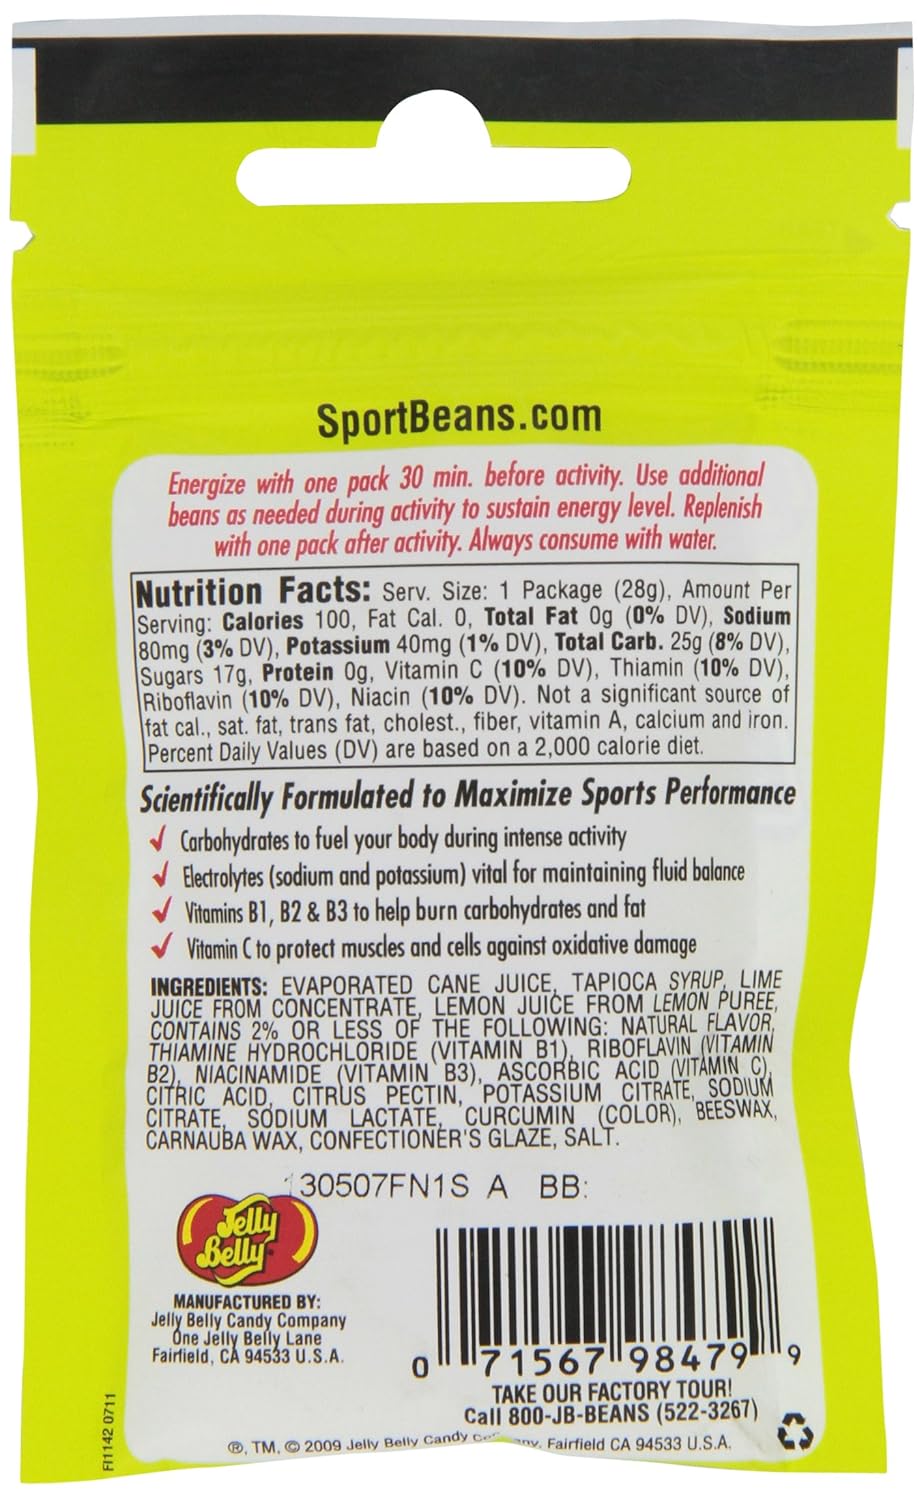 SportBeans.com
Energize with one pack 30 min. before activity. Use additional
beans as needed during activity to sustain energy level. Replenish
with one pack after activity. Always consume with water.
Nutrition Facts: Serv. Size: 1 Package (28g), Amount Per
Serving: Calories 100, Fat Cal. 0, Total Fat 0g (0% DV), Sodium
80mg (3% DV), Potassium 40mg (1% DV), Total Carb. 25g (8% DV),
Sugars 17g, Protein 0g, Vitamin C (10% DV), Thiamin (10% DV),
Riboflavin (10% DV), Niacin (10% DV). Not a significant source of
fat cal., sat. fat, trans fat, cholest., fiber, vitamin A, calcium and iron.
Percent Daily Values (DV) are based on a 2,000 calorie diet.
Scientifically Formulated to Maximize Sports Performance
✓ Carbohydrates to fuel your body during intense activity
✓ Electrolytes (sodium and potassium) vital for maintaining fluid balance
✓ Vitamins B1, B2 & B3 to help burn carbohydrates and fat
✓ Vitamin C to protect muscles and cells against oxidative damage
INGREDIENTS: EVAPORATED CANE JUICE, TAPIOCA SYRUP, LIME
JUICE FROM CONCENTRATE, LEMON JUICE FROM LEMON PUREE,
CONTAINS 2% OR LESS OF THE FOLLOWING: NATURAL FLAVOR,
THIAMINE HYDROCHLORIDE (VITAMIN B1), RIBOFLAVIN (VITAMIN
B2), NIACINAMIDE (VITAMIN B3), ASCORBIC ACID (VITAMIN C),
CITRIC ACID, CITRUS PECTIN, POTASSIUM CITRATE, SODIUM
CITRATE, SODIUM LACTATE, CURCUMIN (COLOR), BEESWAX,
CARNAUBA WAX, CONFECTIONER'S GLAZE, SALT.
130507FN1S A BB:
Jelly
Belly
MANUFACTURED BY:
Jelly Belly Candy Company
One Jelly Belly Lane
Fairfield, CA 94533 U.S.A.
0 71567 98479 9
TAKE OUR FACTORY TOUR!
Call 800-JB-BEANS (522-3267)
®, TM, © 2009 Jelly Belly Candy Fairfield CA 94533 U.S.A.
FI1142 0711